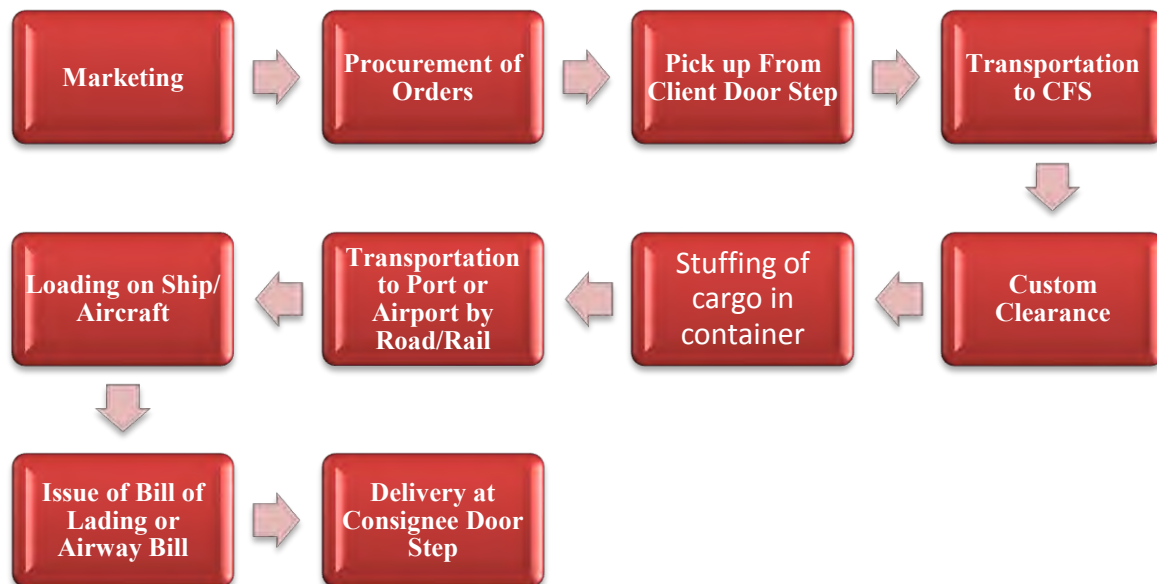 Marketing
Procurement of
Orders
Pick up From
Client Door Step
Transportation
to CFS
Custom
Clearance
Stuffing of
cargo in
container
Transportation
to Port or
Airport by
Road/Rail
Loading on Ship/
Aircraft
Issue of Bill of
Lading or
Airway Bill
Delivery at
Consignee Door
Step